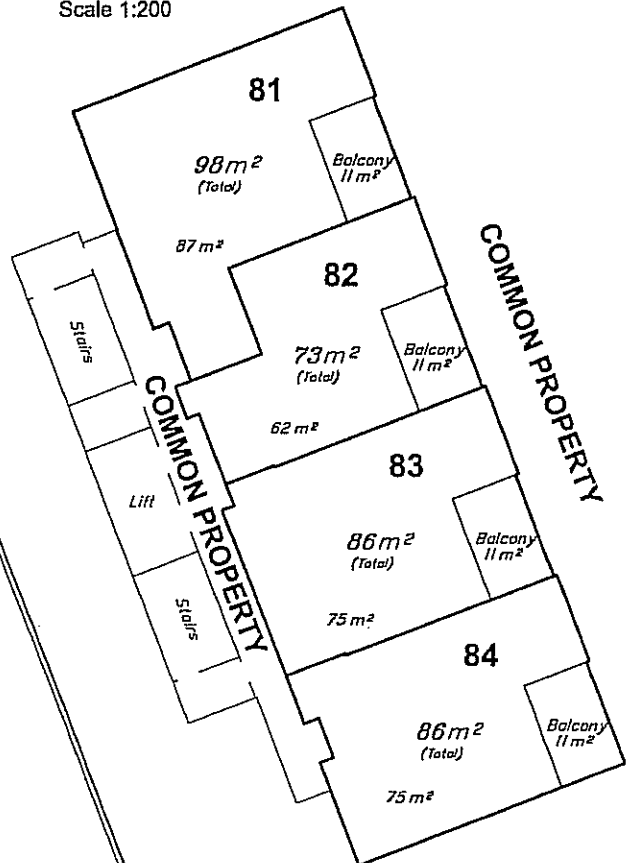 Scale 1:200
81
98m²
(Total)
Balcony
11 m²
87 m²
82
73m²
(Total)
Balcony
11 m²
62 m²
83
86m²
(Total)
Balcony
11 m²
75 m²
84
86m²
(Total)
Balcony
11 m²
75 m²
Stairs
Lift
Stairs
COMMON PROPERTY
COMMON PROPERTY